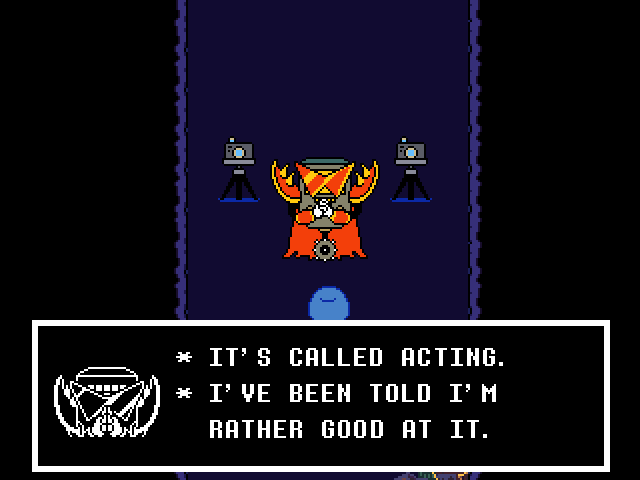 * IT'S CALLED ACTING.
* I'VE BEEN TOLD I'M
RATHER GOOD AT IT.